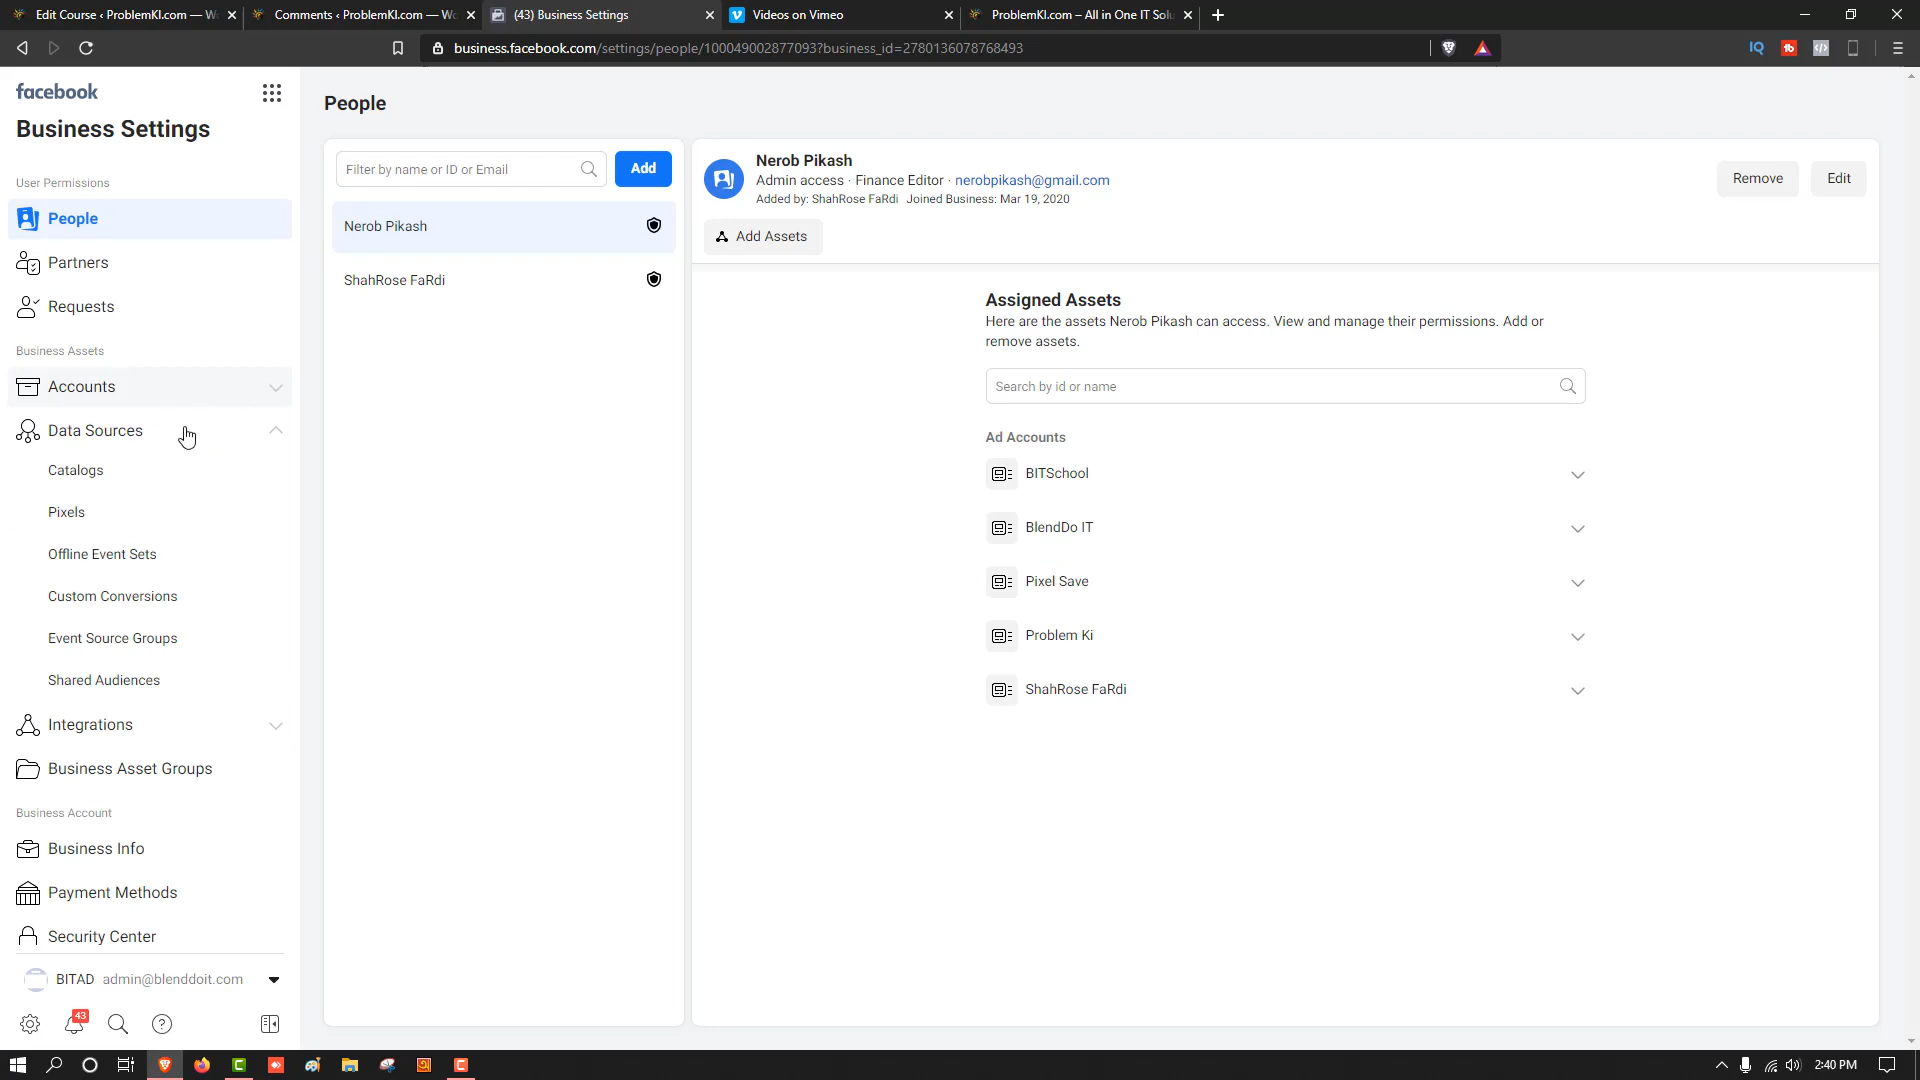 Edit Course ‹ ProblemKI.com — Wo
Comments ‹ ProblemKI.com — Wo
(43) Business Settings
Videos on Vimeo
ProblemKI.com – All in One IT Solu
business.facebook.com/settings/people/100049002877093?business_id=2780136078768493
facebook
Business Settings
User Permissions
People
Partners
Requests
Business Assets
Accounts
Data Sources
Catalogs
Pixels
Offline Event Sets
Custom Conversions
Event Source Groups
Shared Audiences
Integrations
Business Asset Groups
Business Account
Business Info
Payment Methods
Security Center
BITAD admin@blenddoit.com
43
People
Filter by name or ID or Email
Add
Nerob Pikash
ShahRose FaRdi
Nerob Pikash
Admin access · Finance Editor · nerobpikash@gmail.com
Added by: ShahRose FaRdi Joined Business: Mar 19, 2020
Remove
Edit
Add Assets
Assigned Assets
Here are the assets Nerob Pikash can access. View and manage their permissions. Add or
remove assets.
Search by id or name
Ad Accounts
BITSchool
BlendDo IT
Pixel Save
Problem Ki
ShahRose FaRdi
2:40 PM